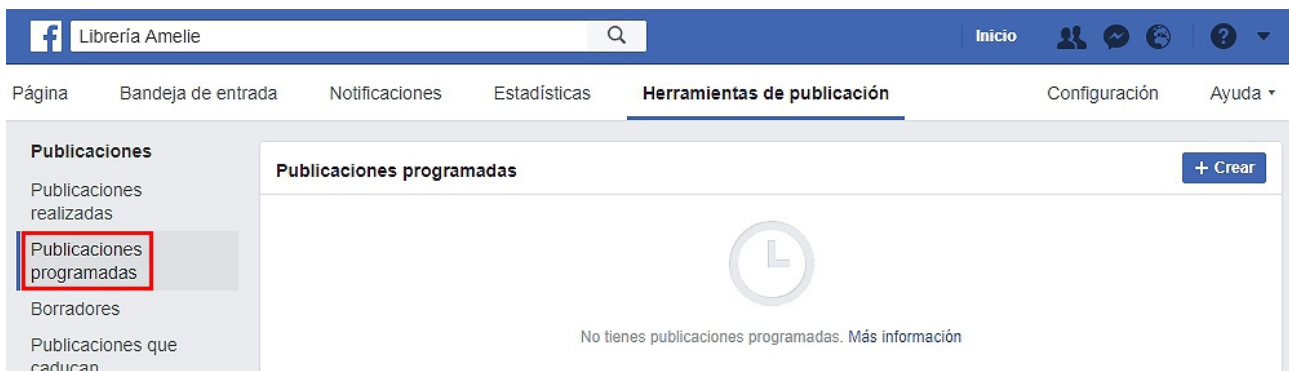 f Librería Amelie Inicio ?
Página Bandeja de entrada Notificaciones Estadísticas Herramientas de publicación Configuración Ayuda
Publicaciones
Publicaciones
realizadas
Publicaciones
programadas
Borradores
Publicaciones que
caducan
Publicaciones programadas + Crear
No tienes publicaciones programadas. Más información